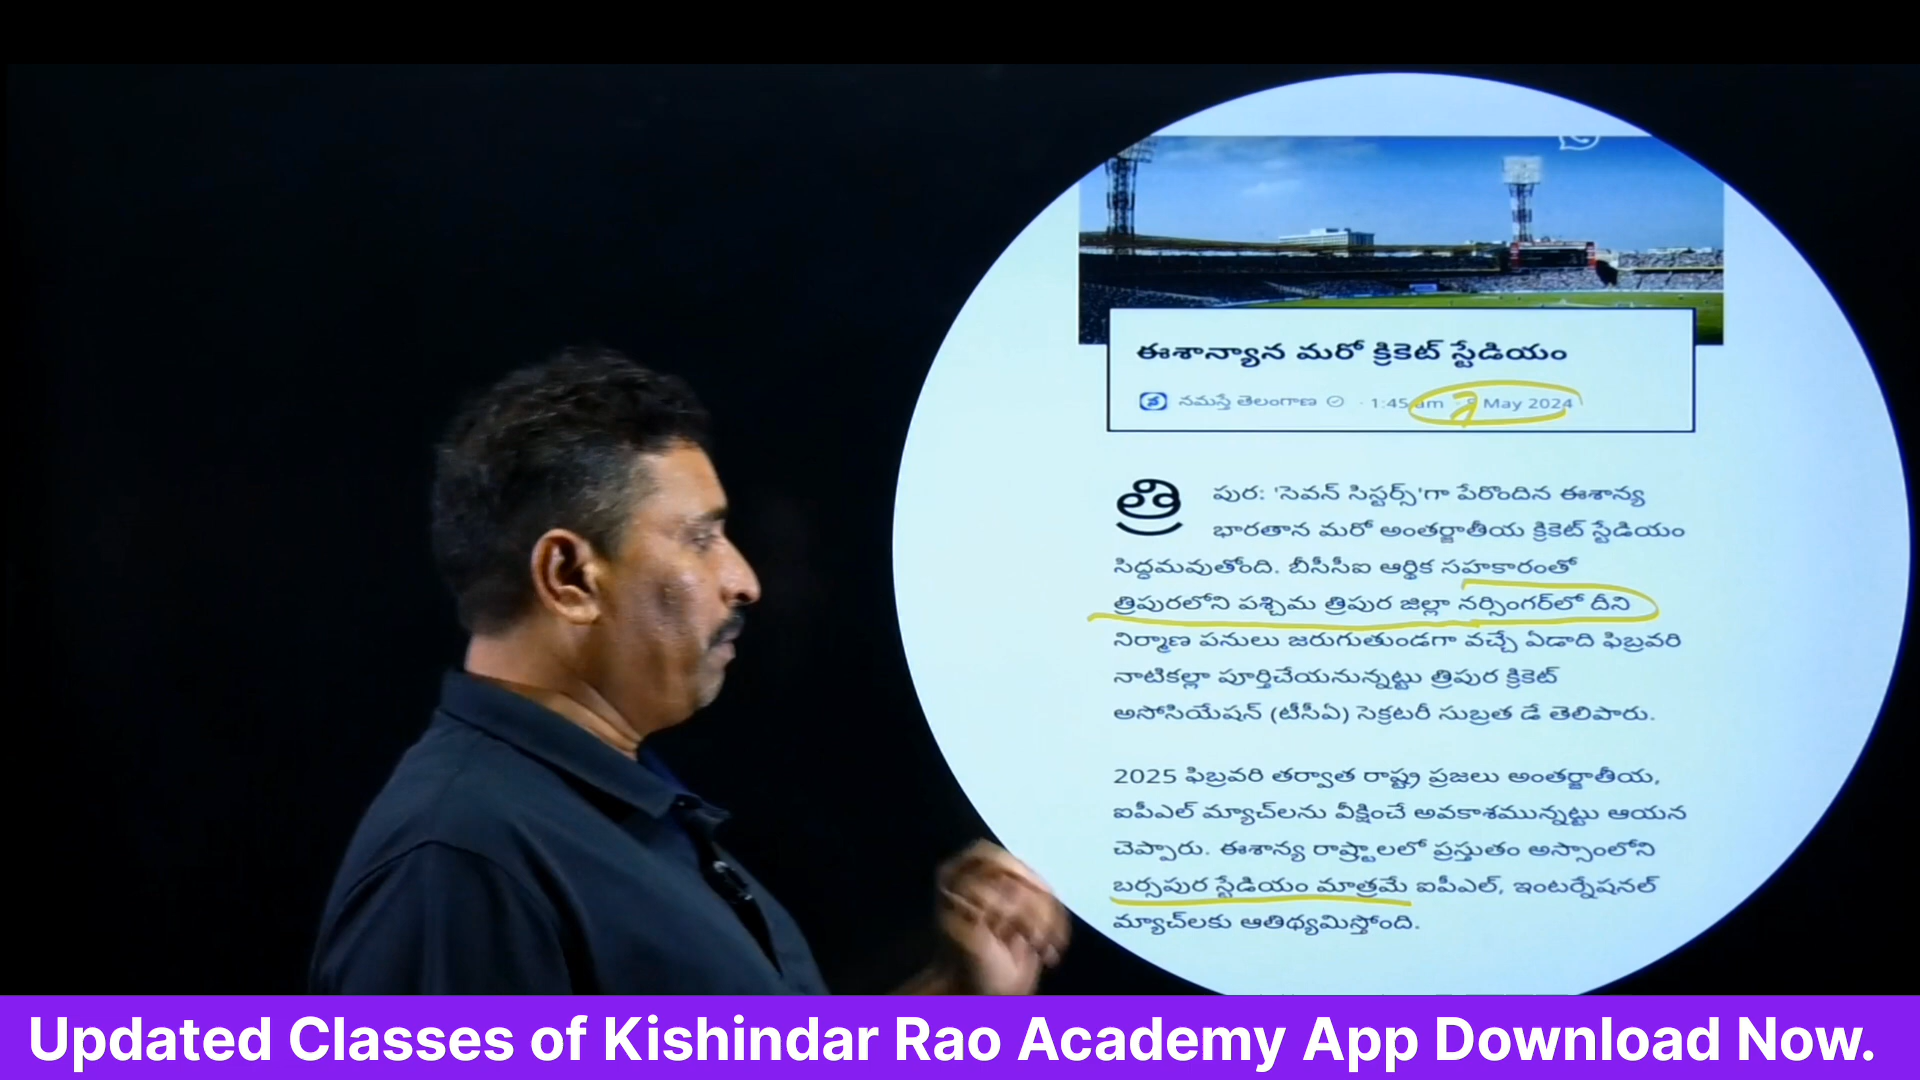 ఈశాన్యాన మరో క్రికెట్ స్టేడియం
నమస్తే తెలంగాణ · 1:45 am · May 2024
త్రిపుర: 'సెవన్ సిస్టర్స్'గా పేరొందిన ఈశాన్య
భారతాన మరో అంతర్జాతీయ క్రికెట్ స్టేడియం
సిద్ధమవుతోంది. బీసీసీఐ ఆర్థిక సహకారంతో
త్రిపురలోని పశ్చిమ త్రిపుర జిల్లా నర్సింగర్‌లో దీని
నిర్మాణ పనులు జరుగుతుండగా వచ్చే ఏడాది ఫిబ్రవరి
నాటికల్లా పూర్తిచేయనున్నట్టు త్రిపుర క్రికెట్
అసోసియేషన్ (టీసీఏ) సెక్రటరీ సుబ్రత డే తెలిపారు.
2025 ఫిబ్రవరి తర్వాత రాష్ట్ర ప్రజలు అంతర్జాతీయ,
ఐపీఎల్ మ్యాచ్‌లను వీక్షించే అవకాశమున్నట్టు ఆయన
చెప్పారు. ఈశాన్య రాష్ట్రాలలో ప్రస్తుతం అస్సాంలోని
బర్సపుర స్టేడియం మాత్రమే ఐపీఎల్, ఇంటర్నేషనల్
మ్యాచ్‌లకు ఆతిథ్యమిస్తోంది.
Updated Classes of Kishindar Rao Academy App Download Now.